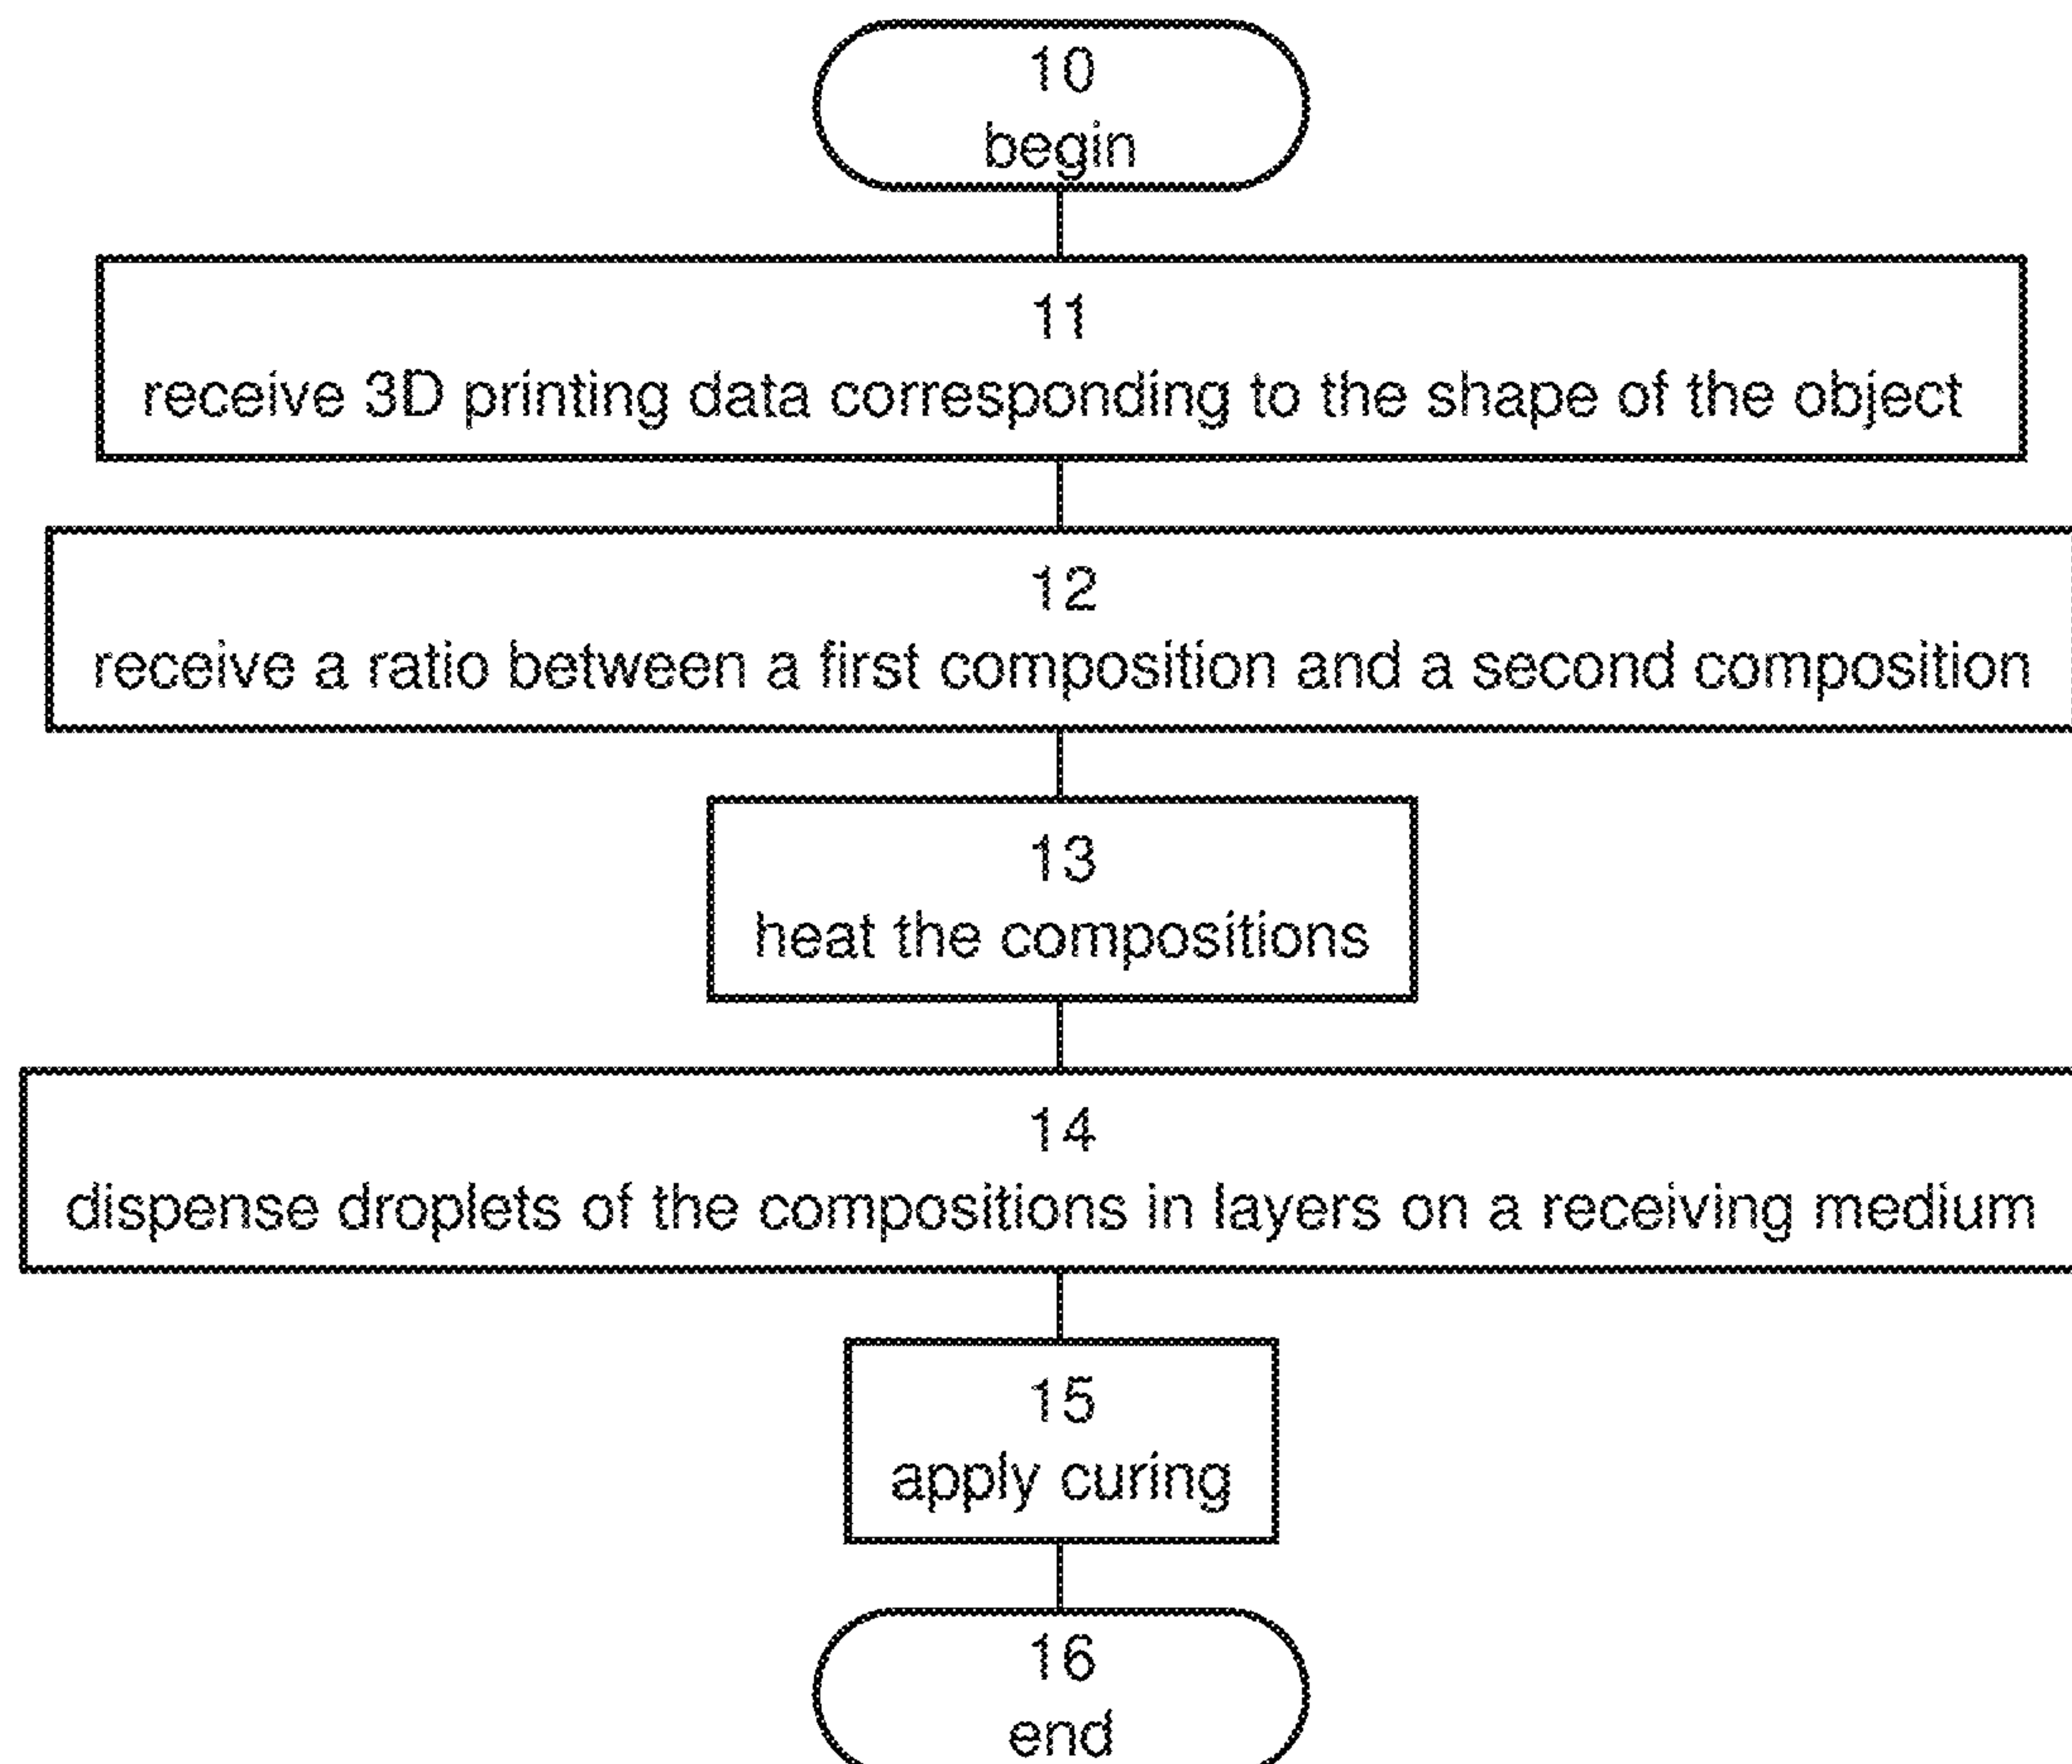 10
begin
11
receive 3D printing data corresponding to the shape of the object
12
receive a ratio between a first composition and a second composition
13
heat the compositions
14
dispense droplets of the compositions in layers on a receiving medium
15
apply curing
16
end